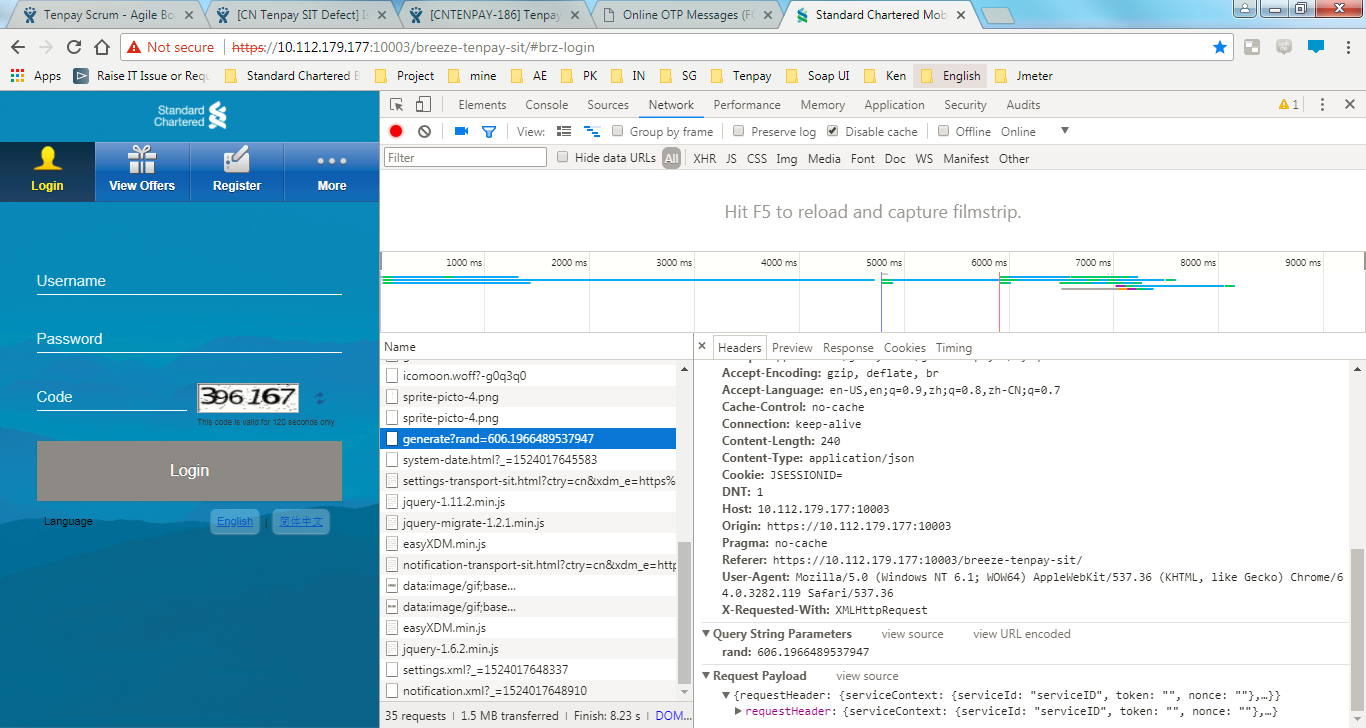 Tenpay Scrum - Agile Boa
[CN Tenpay SIT Defect] Is
[CNTENPAY-186] Tenpay
Online OTP Messages (FO
Standard Chartered Mob
Not secure https://10.112.179.177:10003/breeze-tenpay-sit/#brz-login
Apps Raise IT Issue or Requ Standard Chartered B Project mine AE PK IN SG Tenpay Soap UI Ken English Jmeter
Standard
Chartered
Login View Offers Register More
Username
Password
Code 396167
This code is valid for 120 seconds only
Login
Language English | 简体中文
Elements Console Sources Network Performance Memory Application Security Audits 1
View: Group by frame Preserve log Disable cache Offline Online
Filter Hide data URLs All XHR JS CSS Img Media Font Doc WS Manifest Other
Hit F5 to reload and capture filmstrip.
1000 ms 2000 ms 3000 ms 4000 ms 5000 ms 6000 ms 7000 ms 8000 ms 9000 ms
Name
icomoon.woff?-g0q3q0
sprite-picto-4.png
sprite-picto-4.png
generate?rand=606.1966489537947
system-date.html?_=1524017645583
settings-transport-sit.html?ctry=cn&xdm_e=https%
jquery-1.11.2.min.js
jquery-migrate-1.2.1.min.js
easyXDM.min.js
notification-transport-sit.html?ctry=cn&xdm_e=http
data:image/gif;base...
data:image/gif;base...
easyXDM.min.js
jquery-1.6.2.min.js
settings.xml?_=1524017648337
notification.xml?_=1524017648910
35 requests | 1.5 MB transferred | Finish: 8.23 s | DOM...
Headers Preview Response Cookies Timing
Accept-Encoding: gzip, deflate, br
Accept-Language: en-US,en;q=0.9,zh;q=0.8,zh-CN;q=0.7
Cache-Control: no-cache
Connection: keep-alive
Content-Length: 240
Content-Type: application/json
Cookie: JSESSIONID=
DNT: 1
Host: 10.112.179.177:10003
Origin: https://10.112.179.177:10003
Pragma: no-cache
Referer: https://10.112.179.177:10003/breeze-tenpay-sit/
User-Agent: Mozilla/5.0 (Windows NT 6.1; WOW64) AppleWebKit/537.36 (KHTML, like Gecko) Chrome/6
4.0.3282.119 Safari/537.36
X-Requested-With: XMLHttpRequest
Query String Parameters view source view URL encoded
rand: 606.1966489537947
Request Payload view source
{requestHeader: {serviceContext: {serviceId: "serviceID", token: "", nonce: ""},…}}
requestHeader: {serviceContext: {serviceId: "serviceID", token: "", nonce: ""},…}